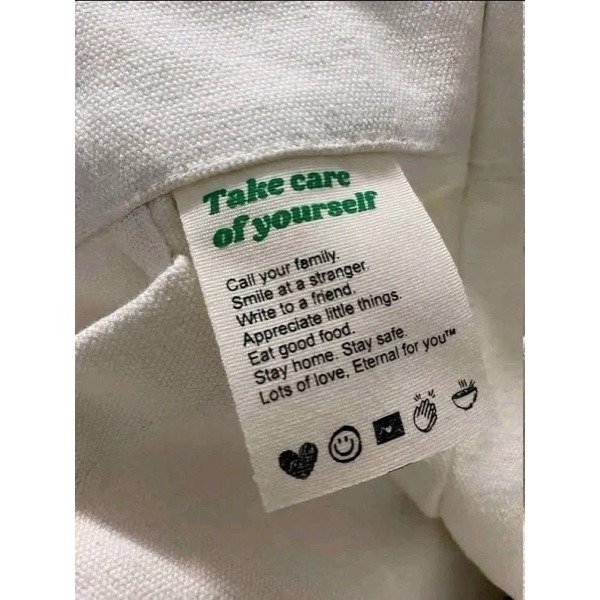 Take care
of yourself
Call your family.
Smile at a stranger.
Write to a friend.
Appreciate little things.
Eat good food.
Stay home. Stay safe.
Lots of love, Eternal for you™